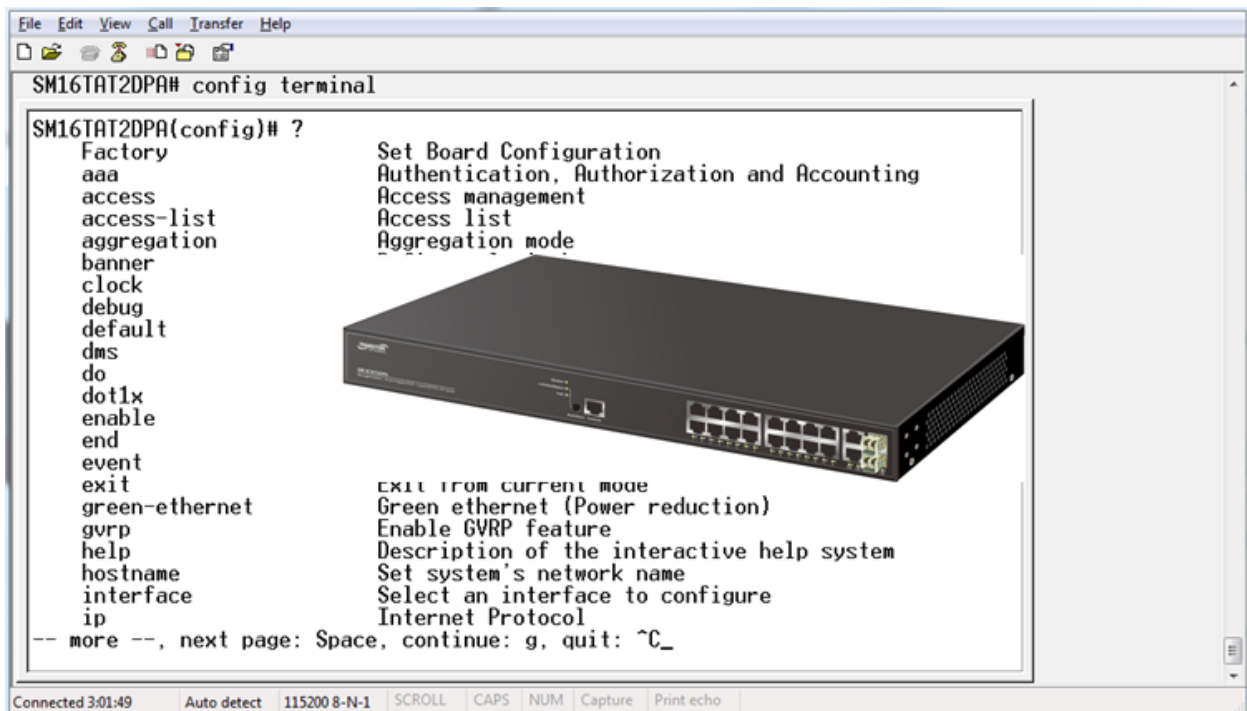 File Edit View Call Transfer Help
SM16TAT2DPA# config terminal
SM16TAT2DPA(config)# ?
Factory Set Board Configuration
aaa Authentication, Authorization and Accounting
access Access management
access-list Access list
aggregation Aggregation mode
banner
clock
debug
default
dms
do
dot1x
enable
end
event
exit Exit from current mode
green-ethernet Green ethernet (Power reduction)
gvrp Enable GVRP feature
help Description of the interactive help system
hostname Set system's network name
interface Select an interface to configure
ip Internet Protocol
-- more --, next page: Space, continue: g, quit: ^C_
Connected 3:01:49 Auto detect 115200 8-N-1 SCROLL CAPS NUM Capture Print echo